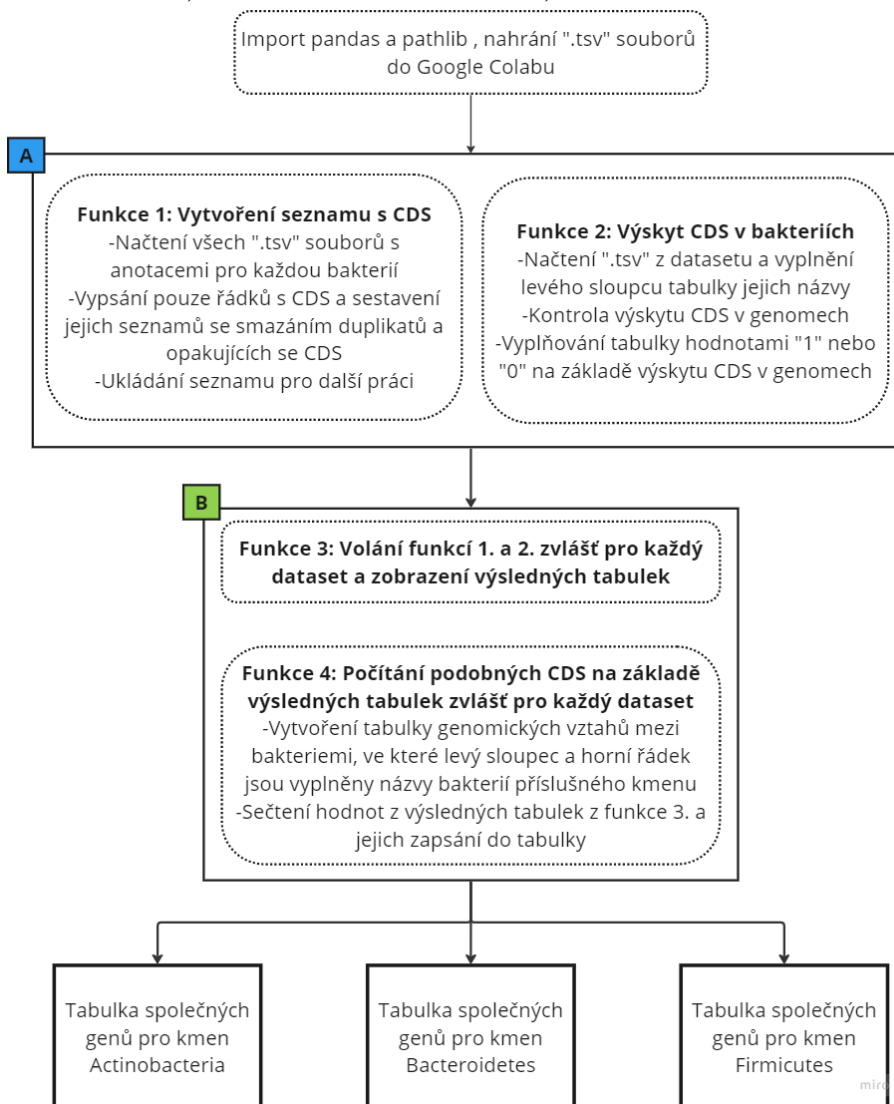 Import pandas a pathlib , nahrání ".tsv" souborů
do Google Colabu
A
Funkce 1: Vytvoření seznamu s CDS
-Načtení všech ".tsv" souborů s
anotacemi pro každou bakterií
-Vypsání pouze řádků s CDS a sestavení
jejich seznamů se smazáním duplikatů a
opakujících se CDS
-Ukládání seznamu pro další práci
Funkce 2: Výskyt CDS v bakteriích
-Načtení ".tsv" z datasetu a vyplnění
levého sloupcu tabulky jejich názvy
-Kontrola výskytu CDS v genomech
-Vyplňování tabulky hodnotami "1" nebo
"0" na základě výskytu CDS v genomech
B
Funkce 3: Volání funkcí 1. a 2. zvlášť pro každý
dataset a zobrazení výsledných tabulek
Funkce 4: Počítání podobných CDS na základě
výsledných tabulek zvlášť pro každý dataset
-Vytvoření tabulky genomických vztahů mezi
bakteriemi, ve které levý sloupec a horní řádek
jsou vyplněny názvy bakterií příslušného kmenu
-Sečtení hodnot z výsledných tabulek z funkce 3. a
jejich zapsání do tabulky
Tabulka společných
genů pro kmen
Actinobacteria
Tabulka společných
genů pro kmen
Bacteroidetes
Tabulka společných
genů pro kmen
Firmicutes
miro